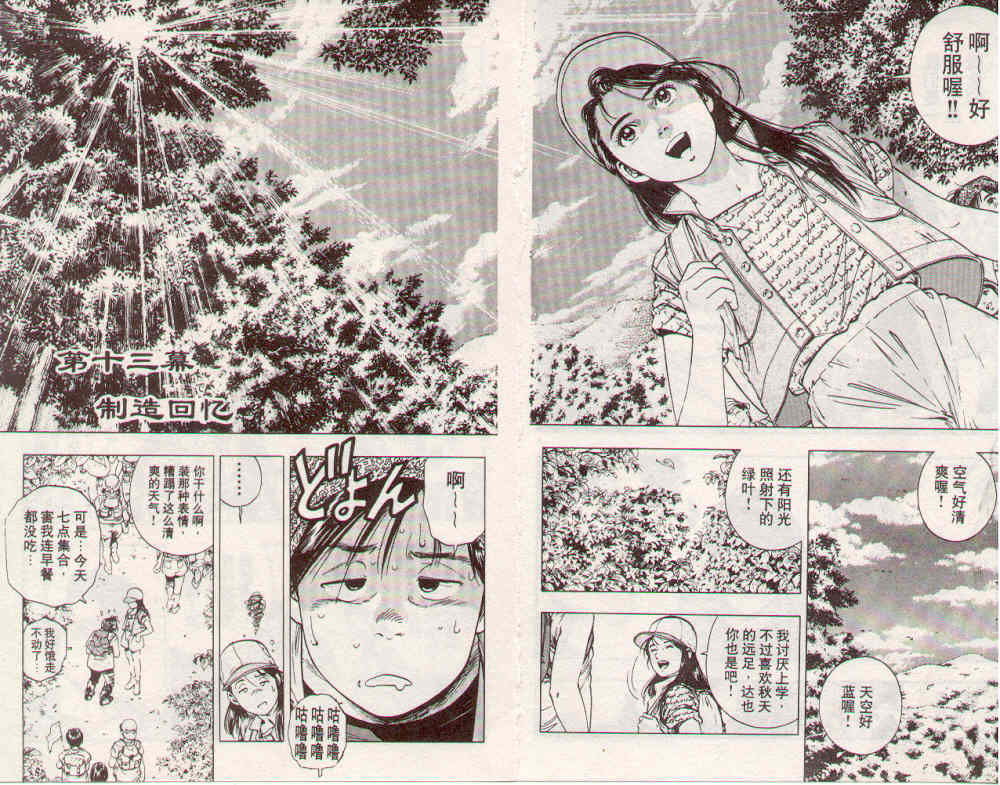 啊～～～好
舒服喔!!
空气好清
爽喔！
天空好
蓝喔！
还有阳光
照射下的
绿叶！
我讨厌上学，
不过喜欢秋天
的远足，达也
你也是吧！
第十三幕
制造回忆
啊～～
どよん
咕噜噜
咕噜噜
咕噜噜
……
你干什么啊
装那种表情，
糟蹋了这么清
爽的天气！
可是…今天
七点集合，
害我连早餐
都没吃…
我好饿走
不动了…